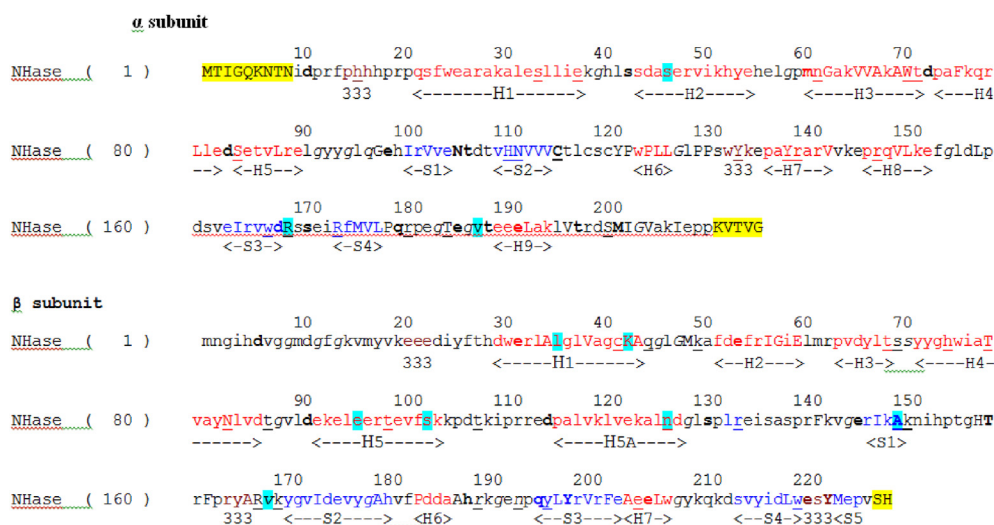 α subunit
10 20 30 40 50 60 70
NHase ( 1 ) MTIGQKNTNidprfphhhprpqsfwearakaleslliekghlssdaservikhyehelgpmnGakVVAkAWtdpaFkqr
333 <------H1-------> <----H2----> <----H3----> <---H4
80 90 100 110 120 130 140 150
NHase ( 80 ) LledSetvLrelgyyglqGehIrVveNtdtvHNVVVCtlcscYPwPLLGlPPswYkepaYrarVvkeprqVLkefgldLp
--> <-H5--> <-S1> <-S2-> <H6> 333 <-H7-> <-H8->
170 180 190 200
NHase ( 160 ) dsveIrvwdRsseiRfMVLPqrpegTegvteeeLaklVtrdSMIGVakIeppKVTVG
<-S3-> <-S4> <-H9->
β subunit
10 20 30 40 50 60 70
NHase ( 1 ) mngihdvggmdgfgkvmyvkeeediyfthdwerlAlglVagcKAqglGMkafdefrIGiElmrpvdyltssyyghwiaT
333 <-----H1------> <--H2---> <-H3-> <--H4
80 90 100 110 120 130 140 150
NHase ( 80 ) vayNlvdtgvldekeleertevfskkpdtkiprredpalvklvekalndglsplreisasprFkvgerIkAknihptgHT
------> <----H5----> <----H5A----> <S1>
170 180 190 200 210 220
NHase ( 160 ) rFpryARvkygvIdevygAhvfPddaAhrkgenpqyLYrVrFeAeeLwgykqkdsvyidLwesYMepvSH
333 <---S2---> <H6> <--S3--> <H7> <-S4-> 333 <S5